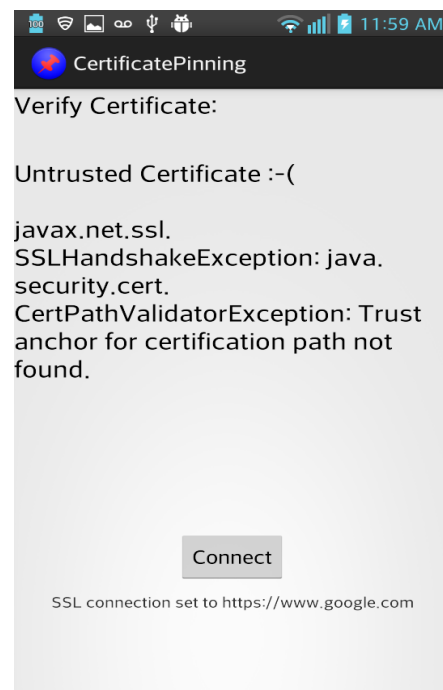 100 11:59 AM
CertificatePinning
Verify Certificate:
Untrusted Certificate :-(
javax.net.ssl.
SSLHandshakeException: java.
security.cert.
CertPathValidatorException: Trust
anchor for certification path not
found.
Connect
SSL connection set to https://www.google.com